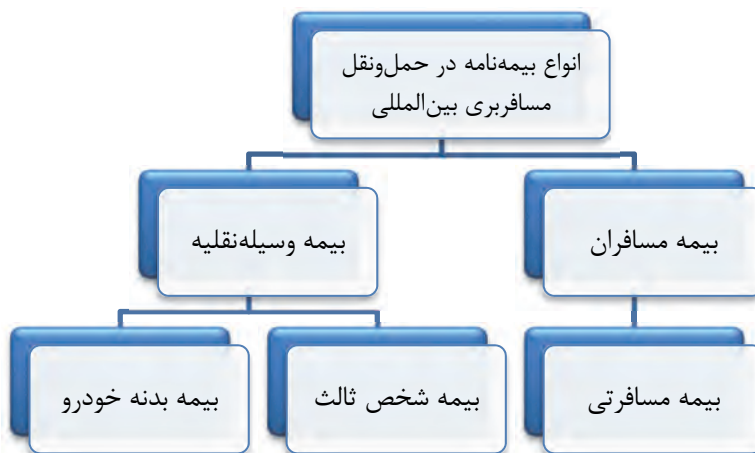 انواع بیمه‌نامه در حمل‌ونقل
مسافربری بین‌المللی
بیمه مسافران
بیمه وسیله‌نقلیه
بیمه مسافرتی
بیمه شخص ثالث
بیمه بدنه خودرو